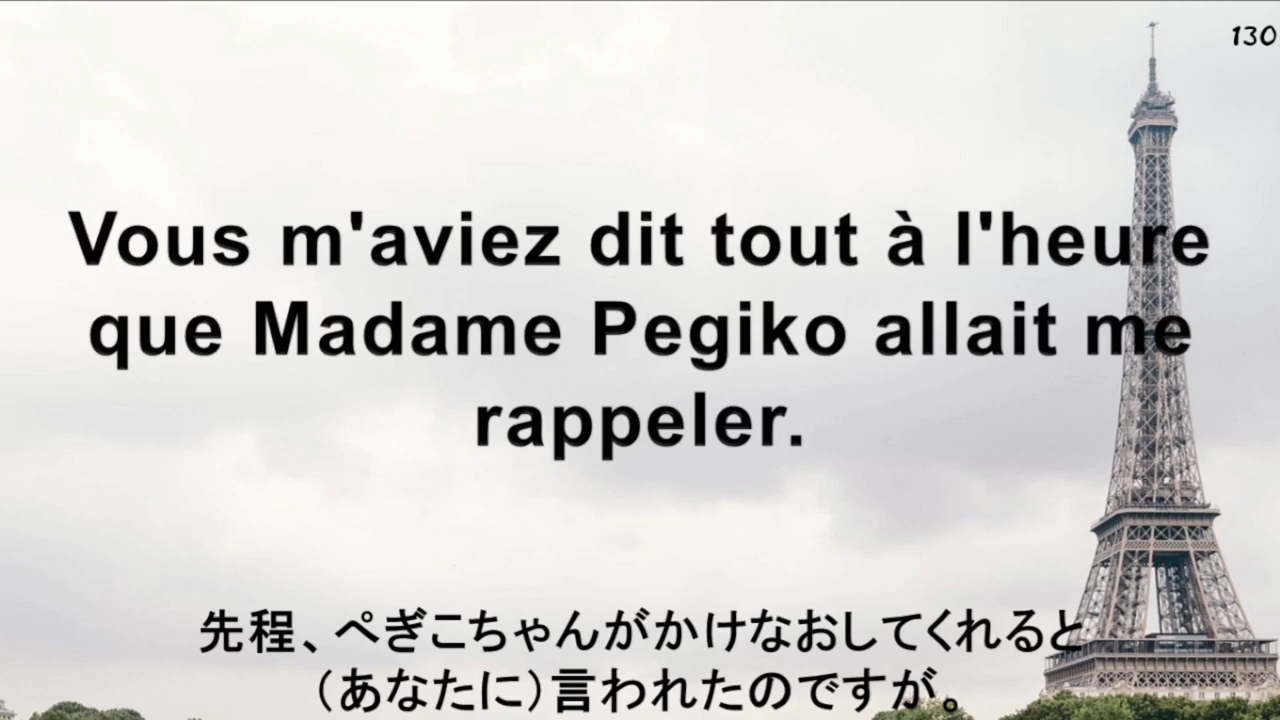 130
Vous m'aviez dit tout à l'heure
que Madame Pegiko allait me
rappeler.
先程、ぺぎこちゃんがかけなおしてくれると
（あなたに）言われたのですが。